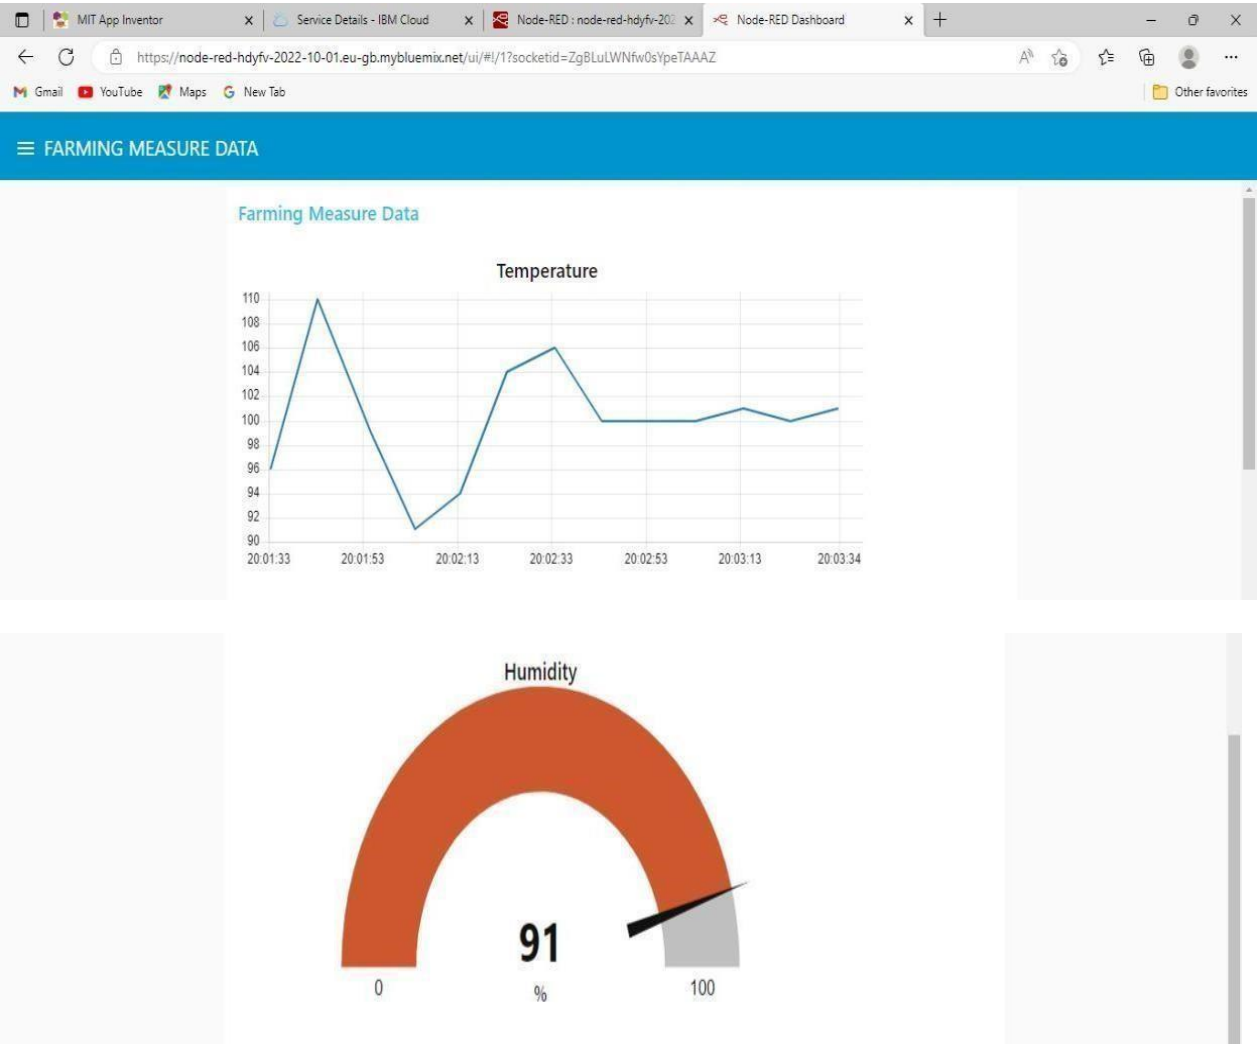 MIT App Inventor
Service Details - IBM Cloud
Node-RED : node-red-hdyfv-202
Node-RED Dashboard
https://node-red-hdyfv-2022-10-01.eu-gb.mybluemix.net/ui/#!/1?socketid=ZgBLuLWNfw0sYpeTAAAZ
Gmail
YouTube
Maps
New Tab
Other favorites
FARMING MEASURE DATA
Farming Measure Data
Temperature
110
108
106
104
102
100
98
96
94
92
90
20:01:33 20:01:53 20:02:13 20:02:33 20:02:53 20:03:13 20:03:34
Humidity
91
%
0
100